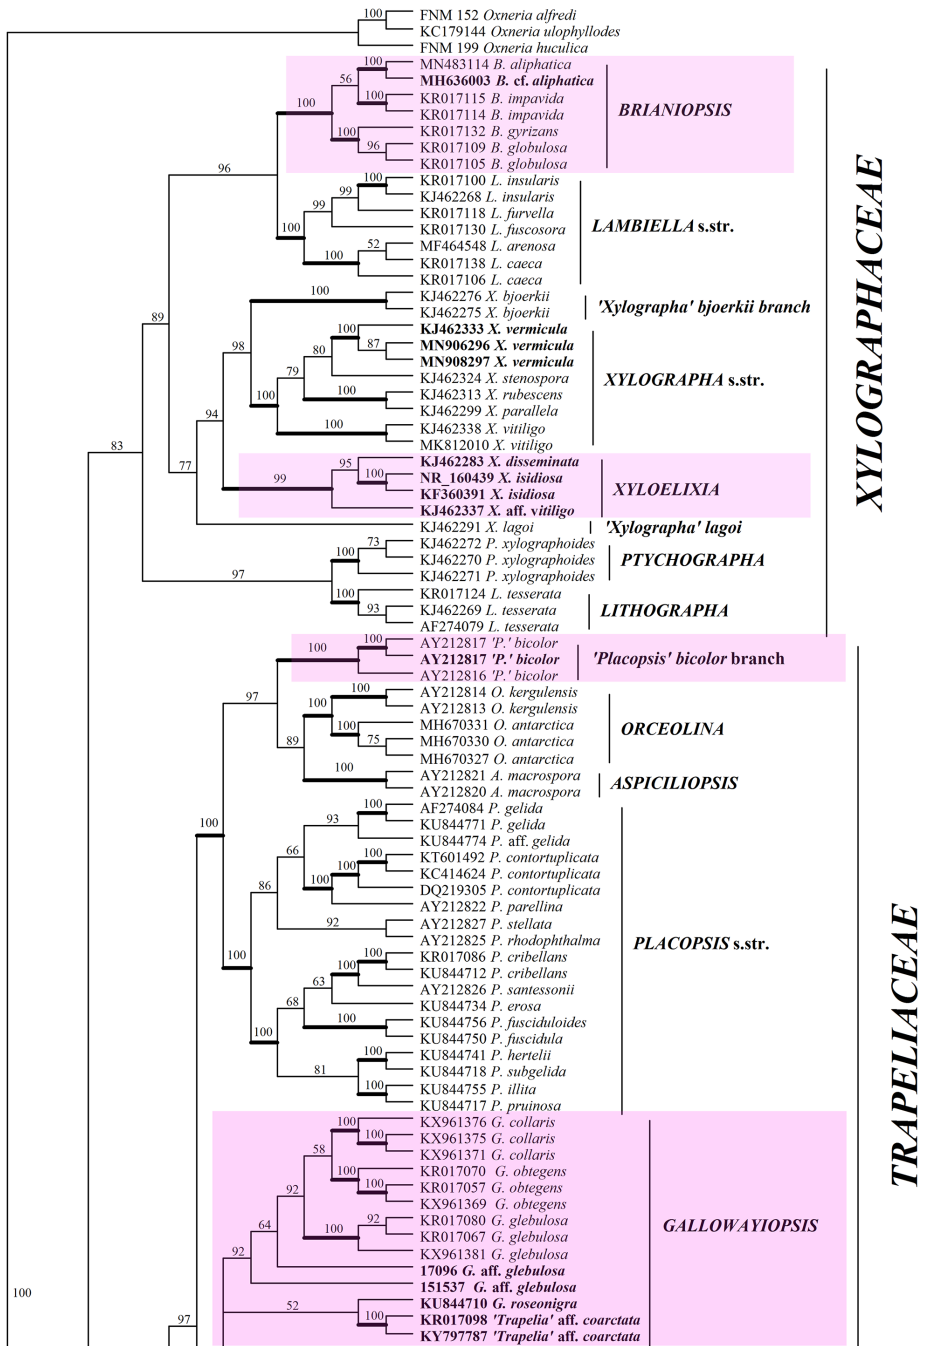 100
FNM 152 Oxneria alfredi
KC179144 Oxneria ulophyllodes
FNM 199 Oxneria huculica
100
MN483114 B. aliphatica
56
MH636003 B. cf. aliphatica
100
100
KR017115 B. impavida
KR017114 B. impavida
BRIANIOPSIS
100
KR017132 B. gyrizans
96
KR017109 B. globulosa
KR017105 B. globulosa
96
100
KR017100 L. insularis
99
KJ462268 L. insularis
99
KR017118 L. furvella
100
KR017130 L. fuscosora
LAMBIELLA s.str.
52
MF464548 L. arenosa
100
KR017138 L. caeca
KR017106 L. caeca
100
KJ462276 X. bjoerkii
KJ462275 X. bjoerkii
'Xylographa' bjoerkii branch
89
100
KJ462333 X. vermicula
98
80
87
MN906296 X. vermicula
MN908297 X. vermicula
79
KJ462324 X. stenospora
XYLOGRAPHA s.str.
100
100
KJ462313 X. rubescens
KJ462299 X. parallela
94
100
KJ462338 X. vitiligo
MK812010 X. vitiligo
XYLOGRAPHACEAE
83
77
95
KJ462283 X. disseminata
99
100
NR_160439 X. isidiosa
KF360391 X. isidiosa
XYLOELIXIA
KJ462337 X. aff. vitiligo
KJ462291 X. lagoi
'Xylographa' lagoi
73
KJ462272 P. xylographoides
100
KJ462270 P. xylographoides
PTYCHOGRAPHA
97
KJ462271 P. xylographoides
100
KR017124 L. tesserata
93
KJ462269 L. tesserata
LITHOGRAPHA
AF274079 L. tesserata
100
AY212817 'P.' bicolor
100
AY212817 'P.' bicolor
'Placopsis' bicolor branch
AY212816 'P.' bicolor
97
100
AY212814 O. kergulensis
AY212813 O. kergulensis
100
MH670331 O. antarctica
ORCEOLINA
89
75
MH670330 O. antarctica
MH670327 O. antarctica
100
AY212821 A. macrospora
AY212820 A. macrospora
ASPICILIOPSIS
100
100
AF274084 P. gelida
93
KU844771 P. gelida
KU844774 P. aff. gelida
66
100
KT601492 P. contortuplicata
100
KC414624 P. contortuplicata
100
DQ219305 P. contortuplicata
86
AY212822 P. parellina
92
AY212827 P. stellata
AY212825 P. rhodophthalma
PLACOPSIS s.str.
100
100
KR017086 P. cribellans
100
KU844712 P. cribellans
63
AY212826 P. santessonii
68
KU844734 P. erosa
100
KU844756 P. fusciduloides
100
KU844750 P. fuscidula
100
KU844741 P. hertelii
81
KU844718 P. subgelida
100
KU844755 P. illita
KU844717 P. pruinosa
TRAPELIACEAE
100
KX961376 G. collaris
58
100
KX961375 G. collaris
KX961371 G. collaris
100
KR017070 G. obtegens
92
100
KR017057 G. obtegens
KX961369 G. obtegens
64
92
KR017080 G. glebulosa
100
KR017067 G. glebulosa
GALLOWAYIOPSIS
92
KX961381 G. glebulosa
17096 G. aff. glebulosa
151537 G. aff. glebulosa
100
52
KU844710 G. roseonigra
97
100
KR017098 'Trapelia' aff. coarctata
KY797787 'Trapelia' aff. coarctata